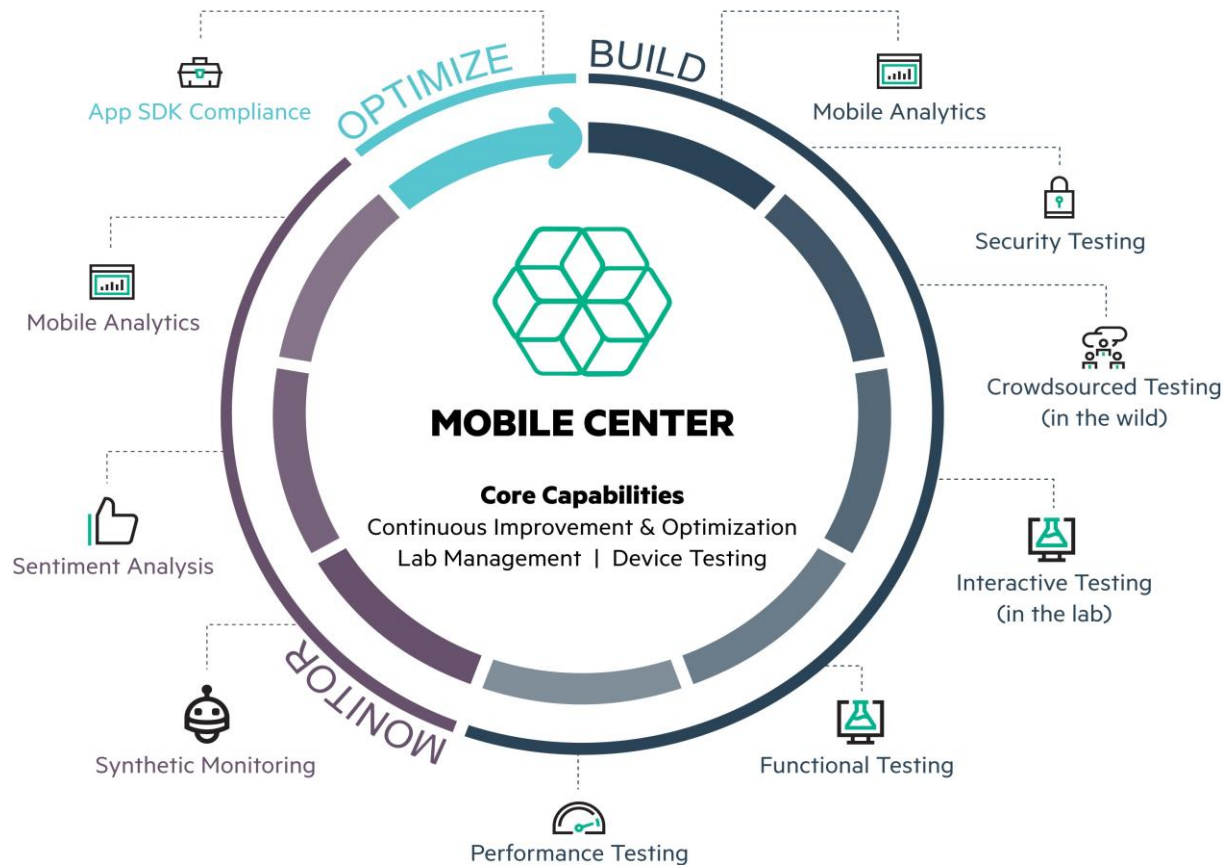 OPTIMIZE
BUILD
App SDK Compliance
Mobile Analytics
Security Testing
Mobile Analytics
Crowdsourced Testing
(in the wild)
MOBILE CENTER
Core Capabilities
Continuous Improvement & Optimization
Lab Management | Device Testing
Sentiment Analysis
Interactive Testing
(in the lab)
MONITOR
Synthetic Monitoring
Functional Testing
Performance Testing